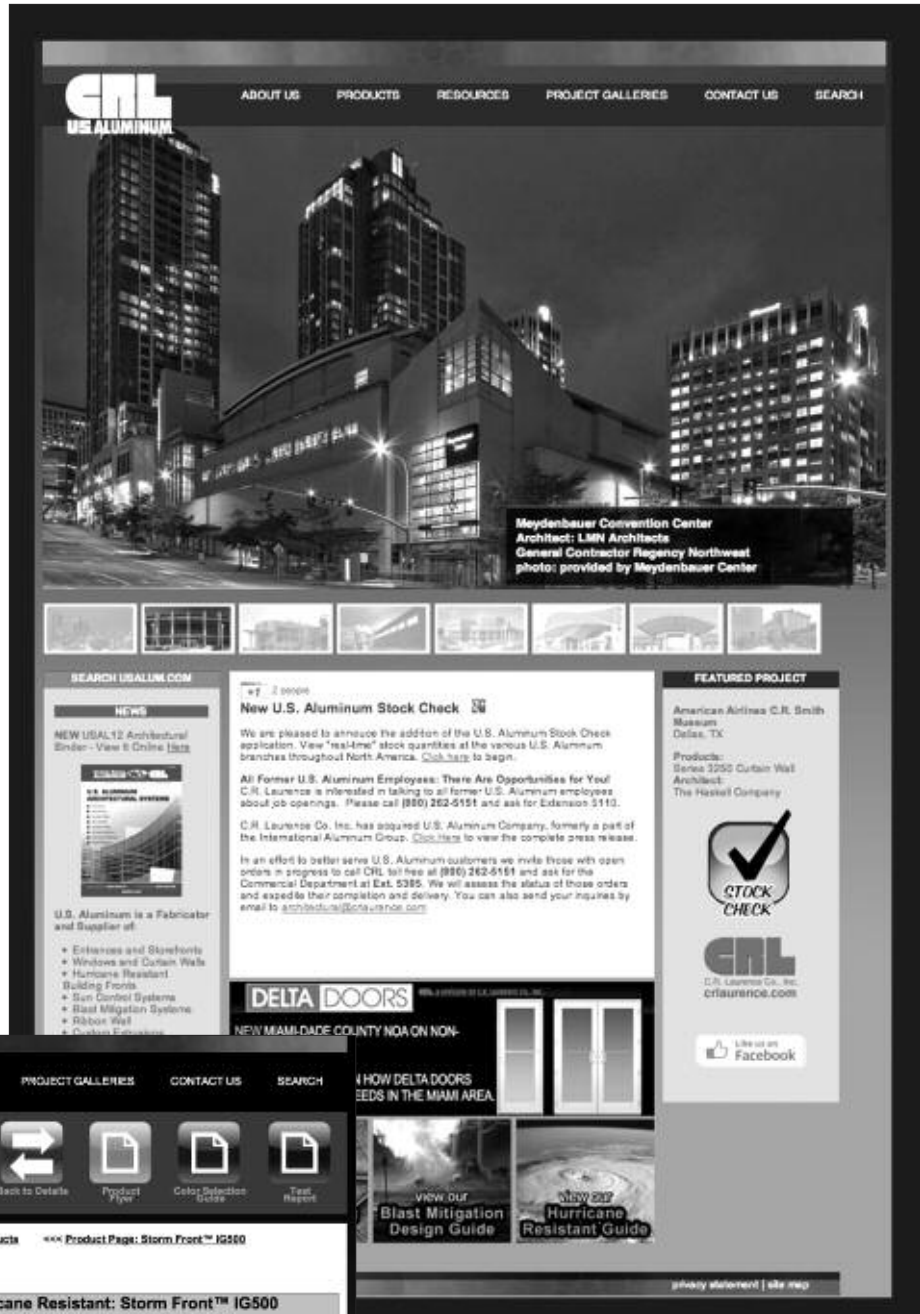 CRL
US ALUMINUM
ABOUT US
PRODUCTS
RESOURCES
PROJECT GALLERIES
CONTACT US
SEARCH
Meydenbauer Convention Center
Architect: LMN Architects
General Contractor Regency Northwest
photo: provided by Meydenbauer Center
SEARCH USALUM.COM
NEWS
NEW USAL12 Architectural
Binder - View It Online Here
U.S. ALUMINUM
ARCHITECTURAL SYSTEMS
U.S. Aluminum is a Fabricator
and Supplier of:
• Entrances and Storefronts
• Windows and Curtain Walls
• Hurricane Resistant
Building Fronts
• Sun Control Systems
• Blast Mitigation Systems
• Ribbon Wall
• Custom Extrusions
+1 2 people
New U.S. Aluminum Stock Check
We are pleased to annouce the addition of the U.S. Aluminum Stock Check
application. View "real-time" stock quantities at the various U.S. Aluminum
branches throughout North America. Click here to begin.
All Former U.S. Aluminum Employees: There Are Opportunities for You!
C.R. Laurence is interested in talking to all former U.S. Aluminum employees
about job openings. Please call (800) 262-5151 and ask for Extension 5110.
C.R. Laurence Co. Inc. has acquired U.S. Aluminum Company, formerly a part of
the International Aluminum Group. Click Here to view the complete press release.
In an effort to better serve U.S. Aluminum customers we invite those with open
orders in progress to call CRL toll free at (800) 262-5151 and ask for the
Commercial Department at Ext. 5305. We will assess the status of those orders
and expedite their completion and delivery. You can also send your inquires by
email to architectural@crlaurence.com
FEATURED PROJECT
American Airlines C.R. Smith
Museum
Dallas, TX
Products:
Series 3250 Curtain Wall
Architect:
The Haskell Company
STOCK
CHECK
CRL
C.R. Laurence Co., Inc.
crlaurence.com
Like us on
Facebook
DELTA DOORS
NEW MIAMI-DADE COUNTY NOA ON NON-
N HOW DELTA DOORS
EEDS IN THE MIAMI AREA.
view our
Blast Mitigation
Design Guide
view our
Hurricane
Resistant Guide
privacy statement | site map
PROJECT GALLERIES
CONTACT US
SEARCH
Back to Details
Product
Flyer
Color Selection
Guide
Test
Report
ucts
<<< Product Page: Storm Front™ IG500
cane Resistant: Storm Front™ IG500